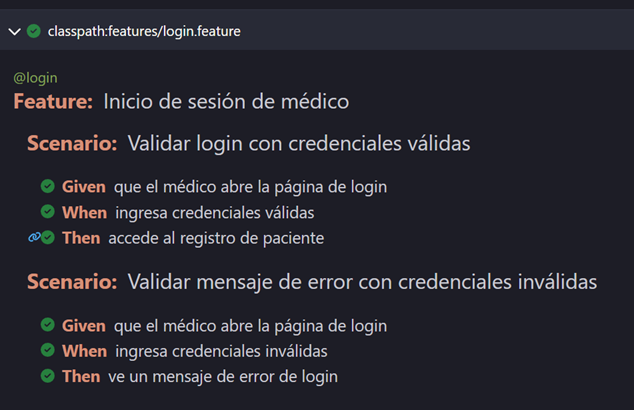 classpath:features/login.feature
@login
Feature: Inicio de sesión de médico
Scenario: Validar login con credenciales válidas
Given que el médico abre la página de login
When ingresa credenciales válidas
Then accede al registro de paciente
Scenario: Validar mensaje de error con credenciales inválidas
Given que el médico abre la página de login
When ingresa credenciales inválidas
Then ve un mensaje de error de login